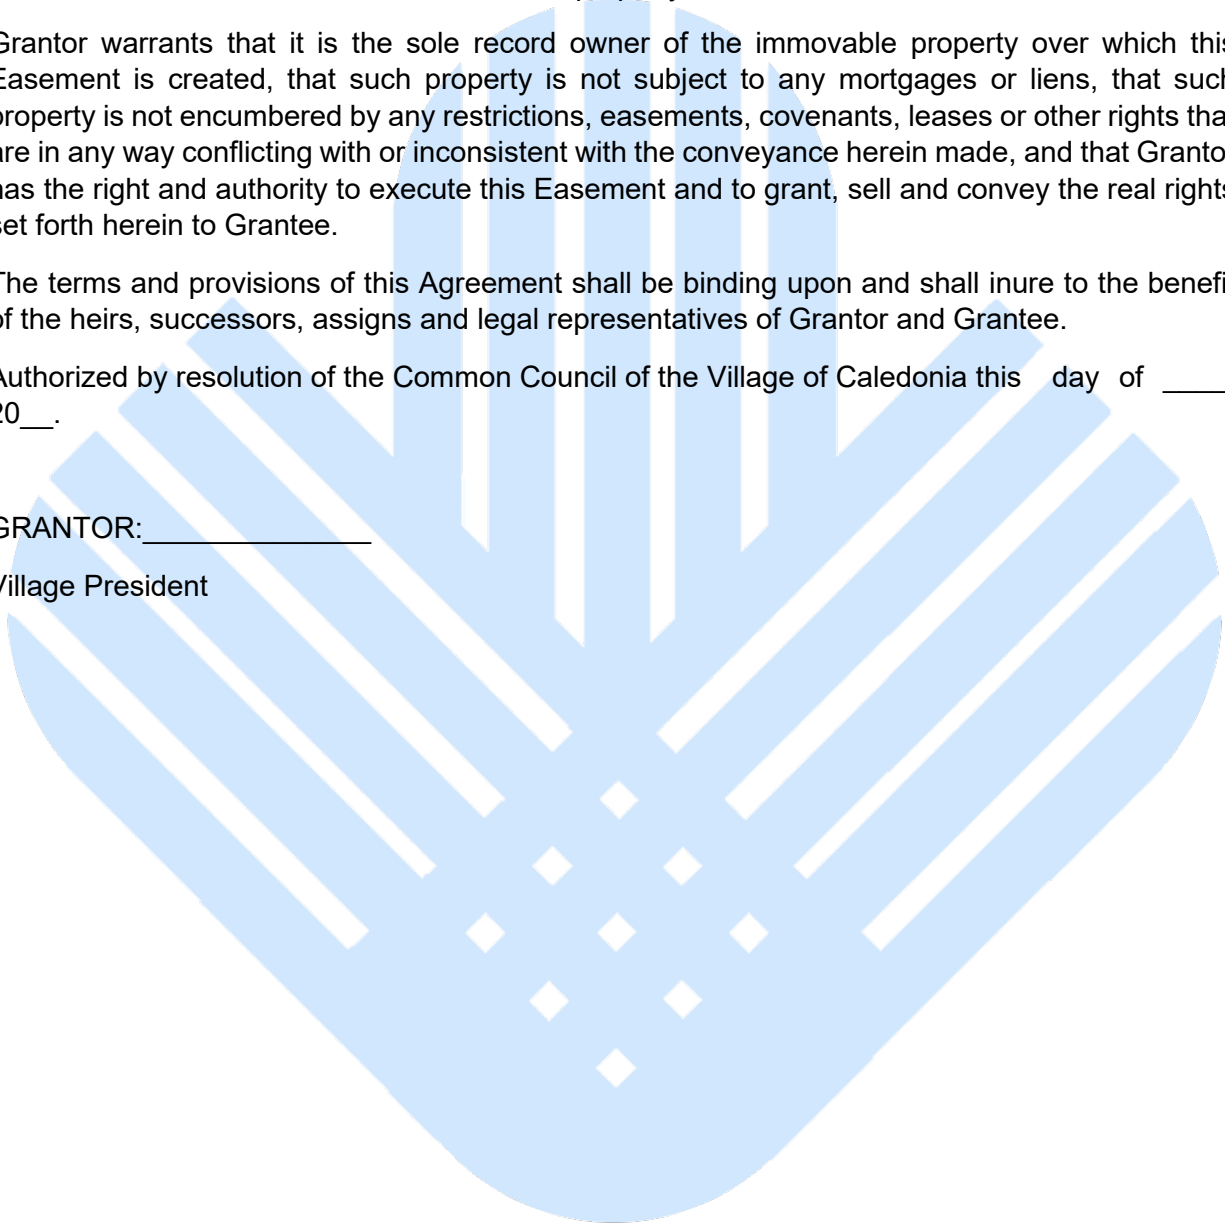 Grantor warrants that it is the sole record owner of the immovable property over which this
Easement is created, that such property is not subject to any mortgages or liens, that such
property is not encumbered by any restrictions, easements, covenants, leases or other rights tha
are in any way conflicting with or inconsistent with the conveyance herein made, and that Granto
has the right and authority to execute this Easement and to grant, sell and convey the real rights
set forth herein to Grantee.
The terms and provisions of this Agreement shall be binding upon and shall inure to the benefi
of the heirs, successors, assigns and legal representatives of Grantor and Grantee.
Authorized by resolution of the Common Council of the Village of Caledonia this day of ____
20__.
GRANTOR:______________
Village President